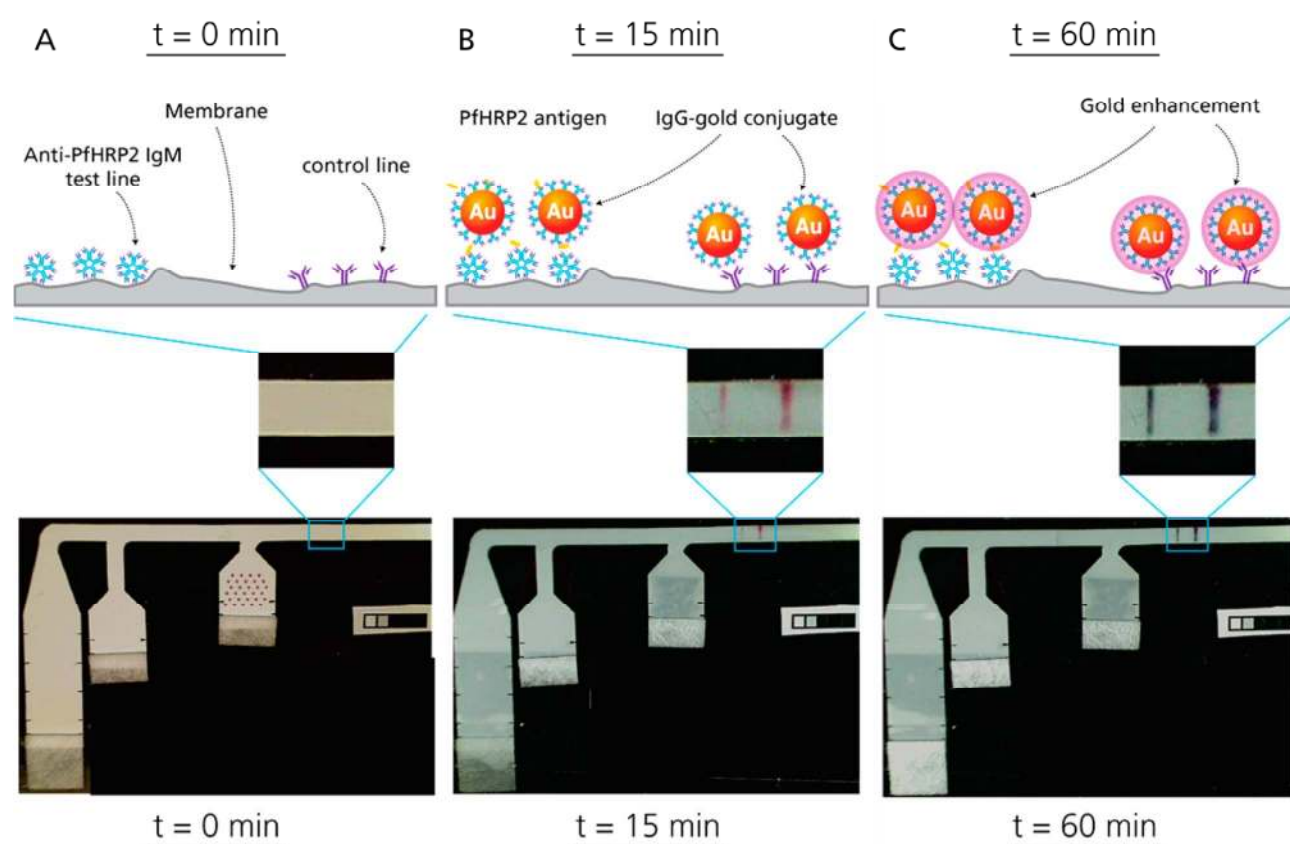 A
t = 0 min
B
t = 15 min
C
t = 60 min
Membrane
Anti-PfHRP2 IgM
test line
control line
PfHRP2 antigen
IgG-gold conjugate
Gold enhancement
Au
Au
Au
Au
Au
Au
Au
Au
t = 0 min
t = 15 min
t = 60 min